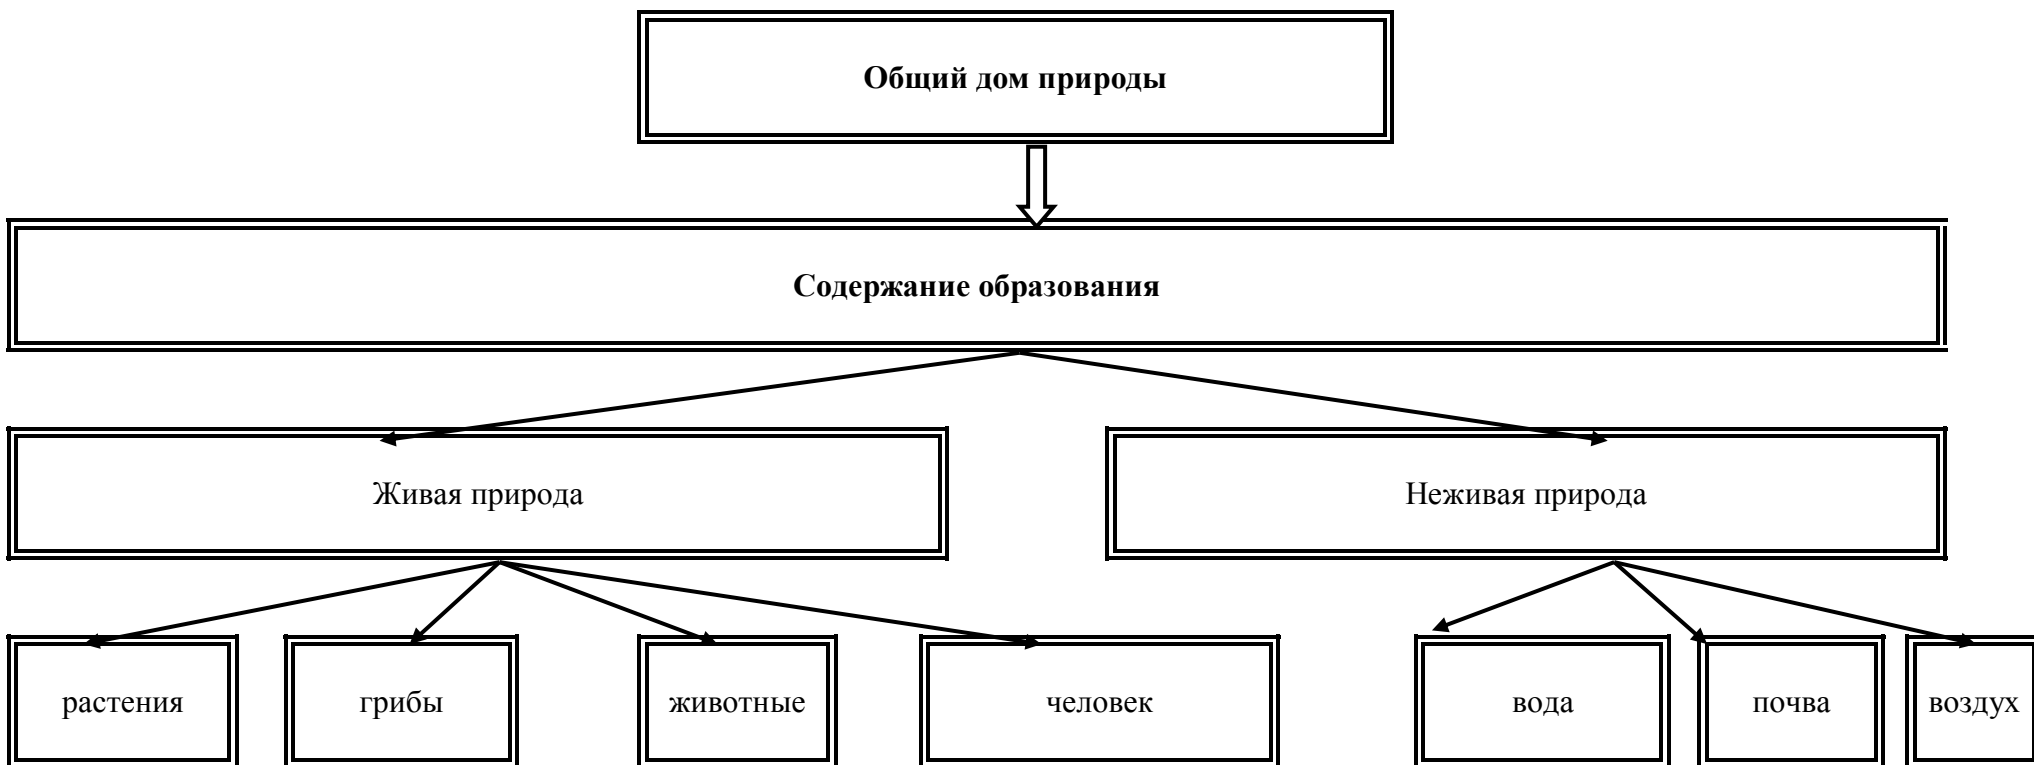 Общий дом природы
Содержание образования
Живая природа
Неживая природа
растения
грибы
животные
человек
вода
почва
воздух